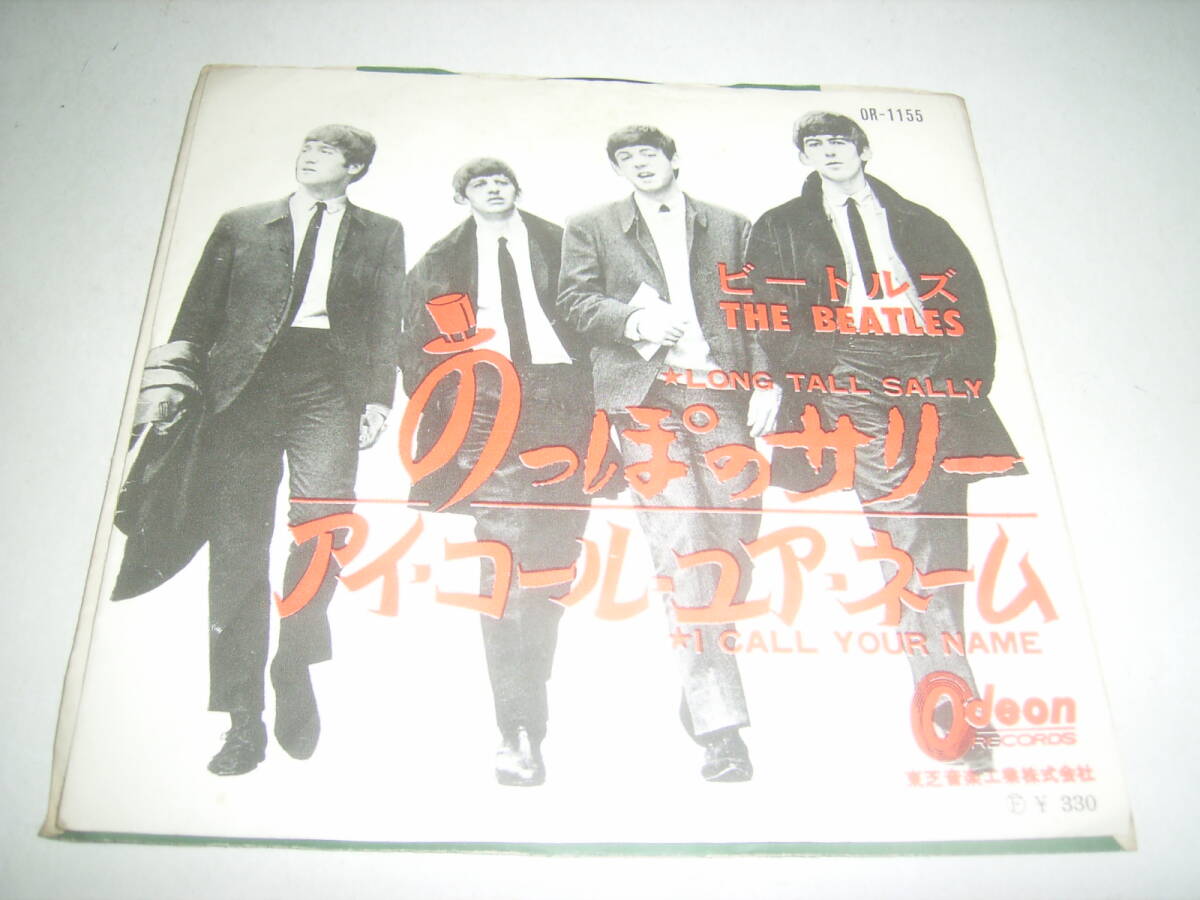 OR-1155
ビートルズ
THE BEATLES
★LONG TALL SALLY
のっぽのサリー
アイ・コール・ユア・ネーム
★I CALL YOUR NAME
Odeon
RECORDS
東芝音楽工業株式会社
Ⓕ ¥ 330